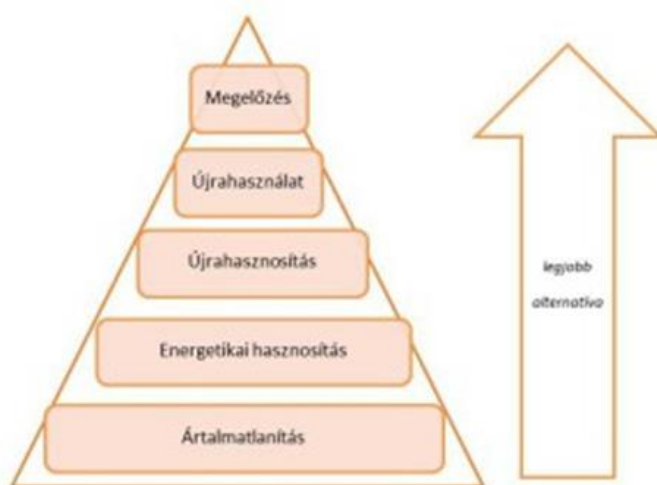 Megelőzés
Újrahasználat
Újrahasznosítás
Energetikai hasznosítás
Ártalmatlanítás
legjobb
alternatíva